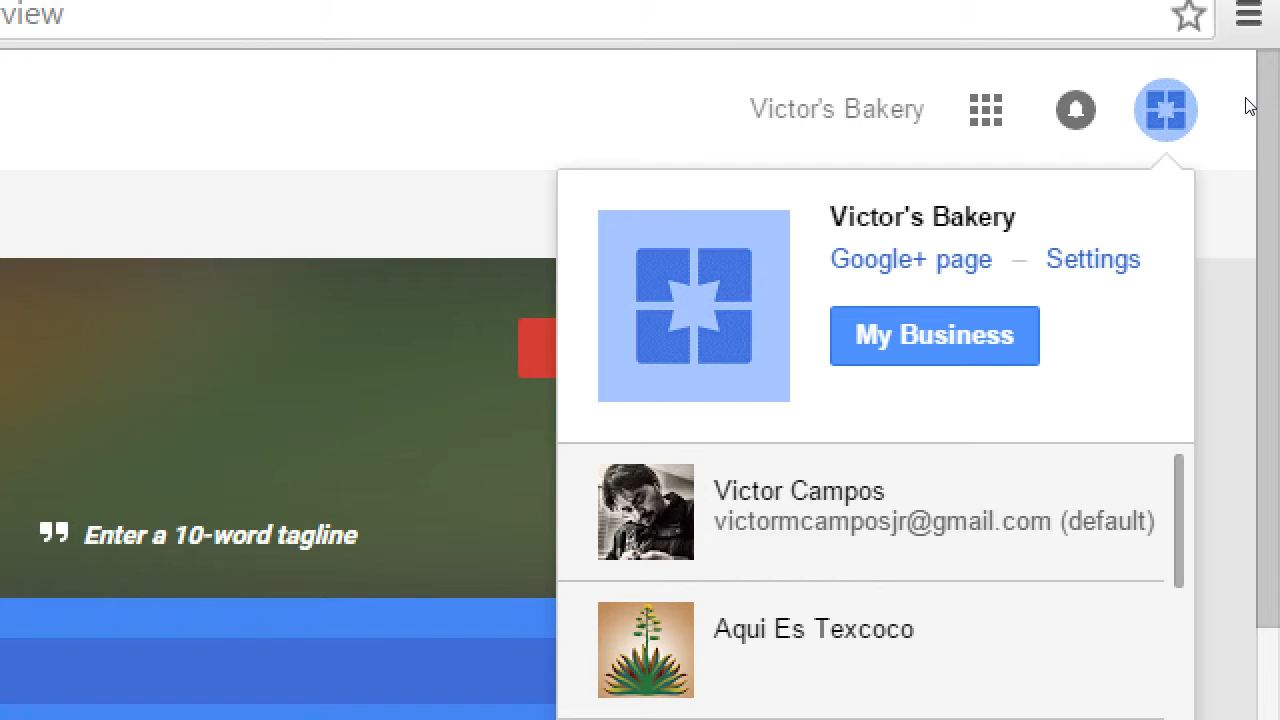 view
Victor's Bakery
Victor's Bakery
Google+ page – Settings
My Business
Enter a 10-word tagline
Victor Campos
victormcamposjr@gmail.com (default)
Aqui Es Texcoco